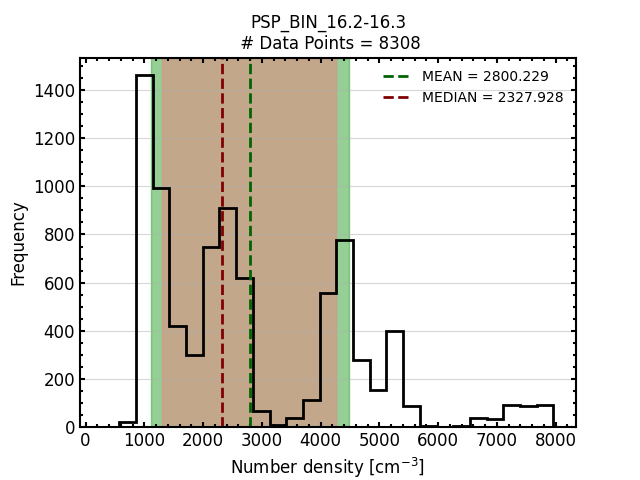 PSP_BIN_16.2-16.3
# Data Points = 8308
MEAN = 2800.229
MEDIAN = 2327.928
Frequency
1400
1200
1000
800
600
400
200
0
0 1000 2000 3000 4000 5000 6000 7000 8000
Number density [cm⁻³]